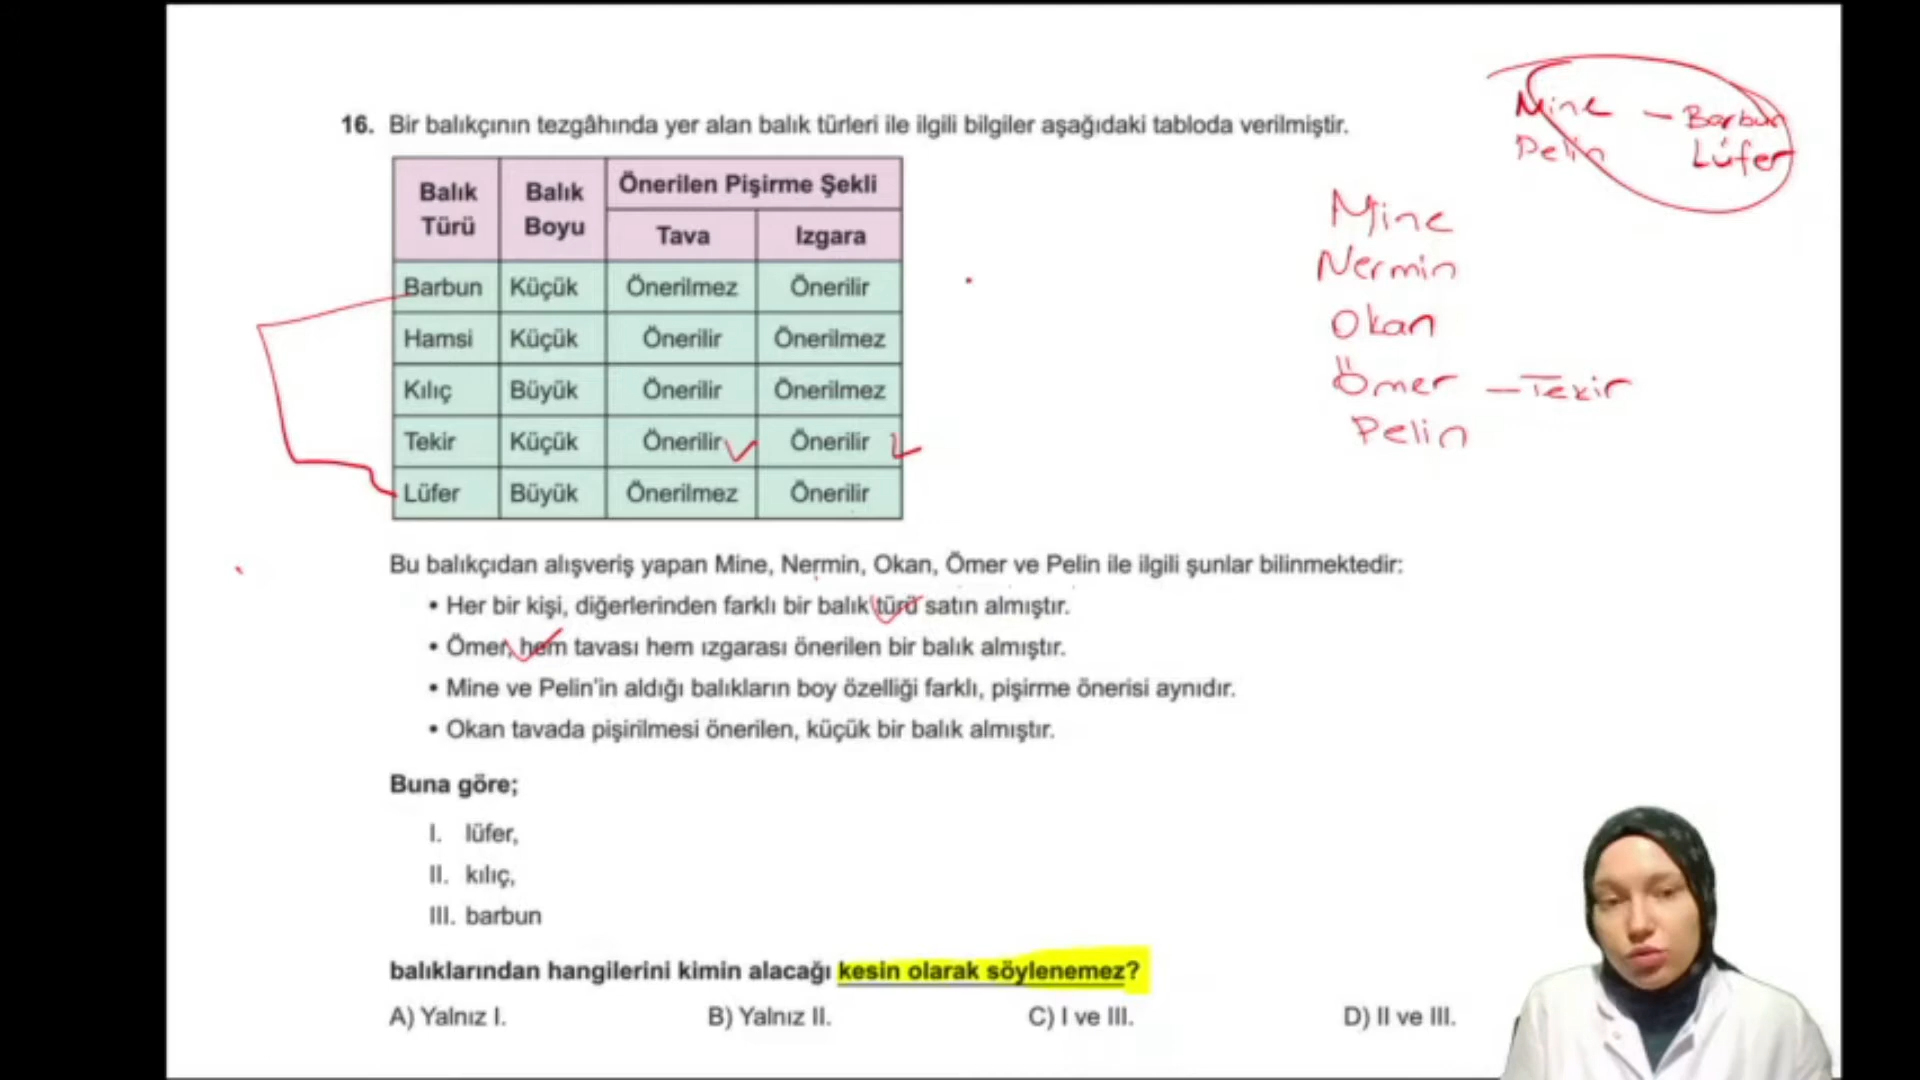 16. Bir balıkçının tezgâhında yer alan balık türleri ile ilgili bilgiler aşağıdaki tabloda verilmiştir.
Balık Türü Balık Boyu Önerilen Pişirme Şekli
Tava Izgara
Barbun Küçük Önerilmez Önerilir
Hamsi Küçük Önerilir Önerilmez
Kılıç Büyük Önerilir Önerilmez
Tekir Küçük Önerilir Önerilir
Lüfer Büyük Önerilmez Önerilir
Mine – Barbun
Pelin Lüfer
Mine
Nermin
Okan
Ömer – Tekir
Pelin
Bu balıkçıdan alışveriş yapan Mine, Nermin, Okan, Ömer ve Pelin ile ilgili şunlar bilinmektedir:
• Her bir kişi, diğerlerinden farklı bir balık türü satın almıştır.
• Ömer, hem tavası hem ızgarası önerilen bir balık almıştır.
• Mine ve Pelin'in aldığı balıkların boy özelliği farklı, pişirme önerisi aynıdır.
• Okan tavada pişirilmesi önerilen, küçük bir balık almıştır.
Buna göre;
I. lüfer,
II. kılıç,
III. barbun
balıklarından hangilerini kimin alacağı kesin olarak söylenemez?
A) Yalnız I. B) Yalnız II. C) I ve III. D) II ve III.